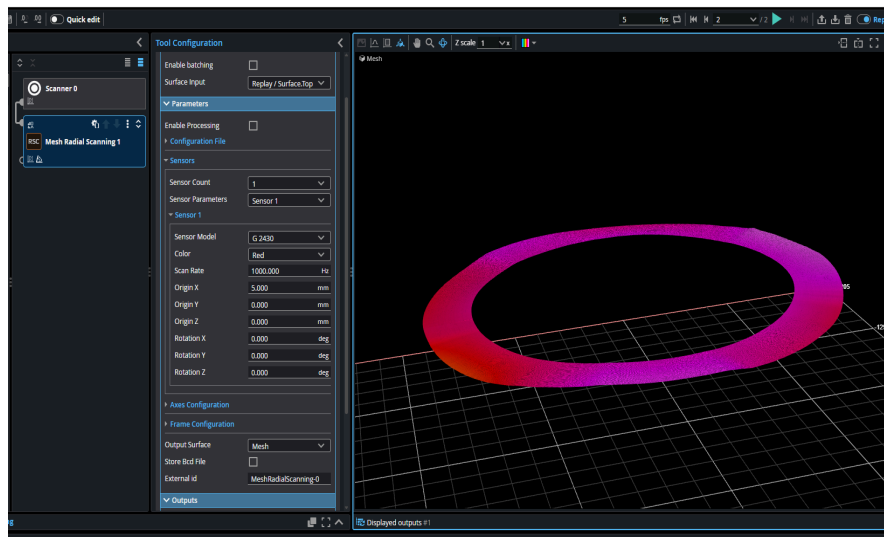 Quick edit
5 fps 2 / 2 Rep
Tool Configuration
Z scale 1 x
Mesh
Enable batching
Surface Input Replay / Surface.Top
Scanner 0
Parameters
Enable Processing
Configuration File
RSC Mesh Radial Scanning 1
Sensors
Sensor Count 1
Sensor Parameters Sensor 1
Sensor 1
Sensor Model G 2430
Color Red
Scan Rate 1000.000 Hz
Origin X 5.000 mm
Origin Y 0.000 mm
Origin Z 0.000 mm
Rotation X 0.000 deg
Rotation Y 0.000 deg
Rotation Z 0.000 deg
Axes Configuration
Frame Configuration
Output Surface Mesh
Store Bcd File
External id MeshRadialScanning-0
Outputs
Displayed outputs #1